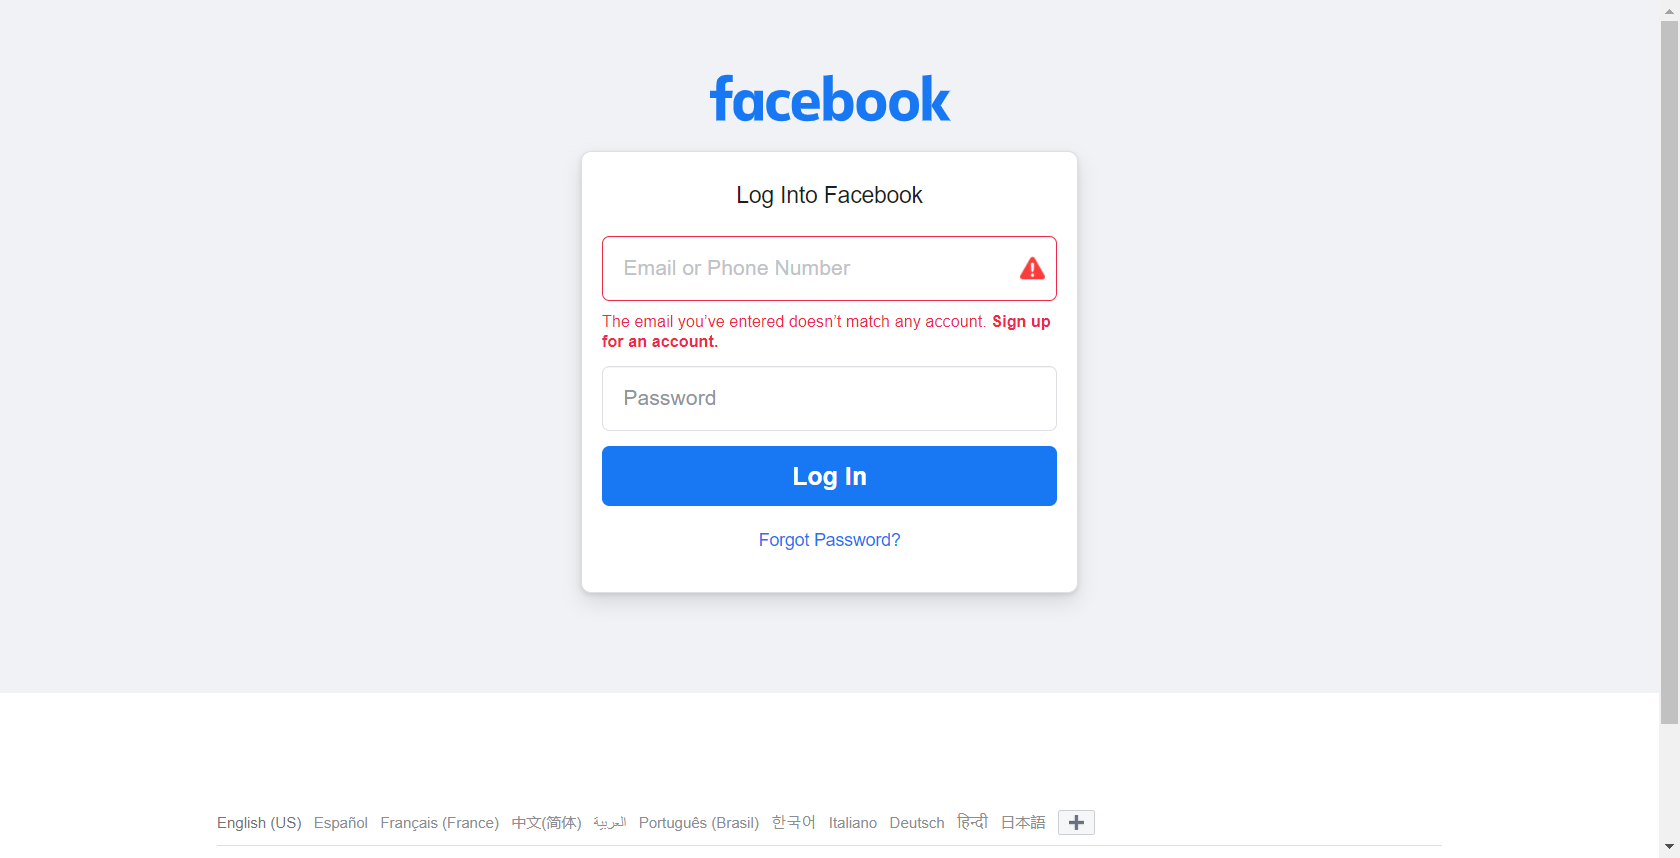 facebook
Log Into Facebook
Email or Phone Number
The email you’ve entered doesn’t match any account. Sign up
for an account.
Password
Log In
Forgot Password?
English (US) Español Français (France) 中文(简体) العربية Português (Brasil) 한국어 Italiano Deutsch हिन्दी 日本語